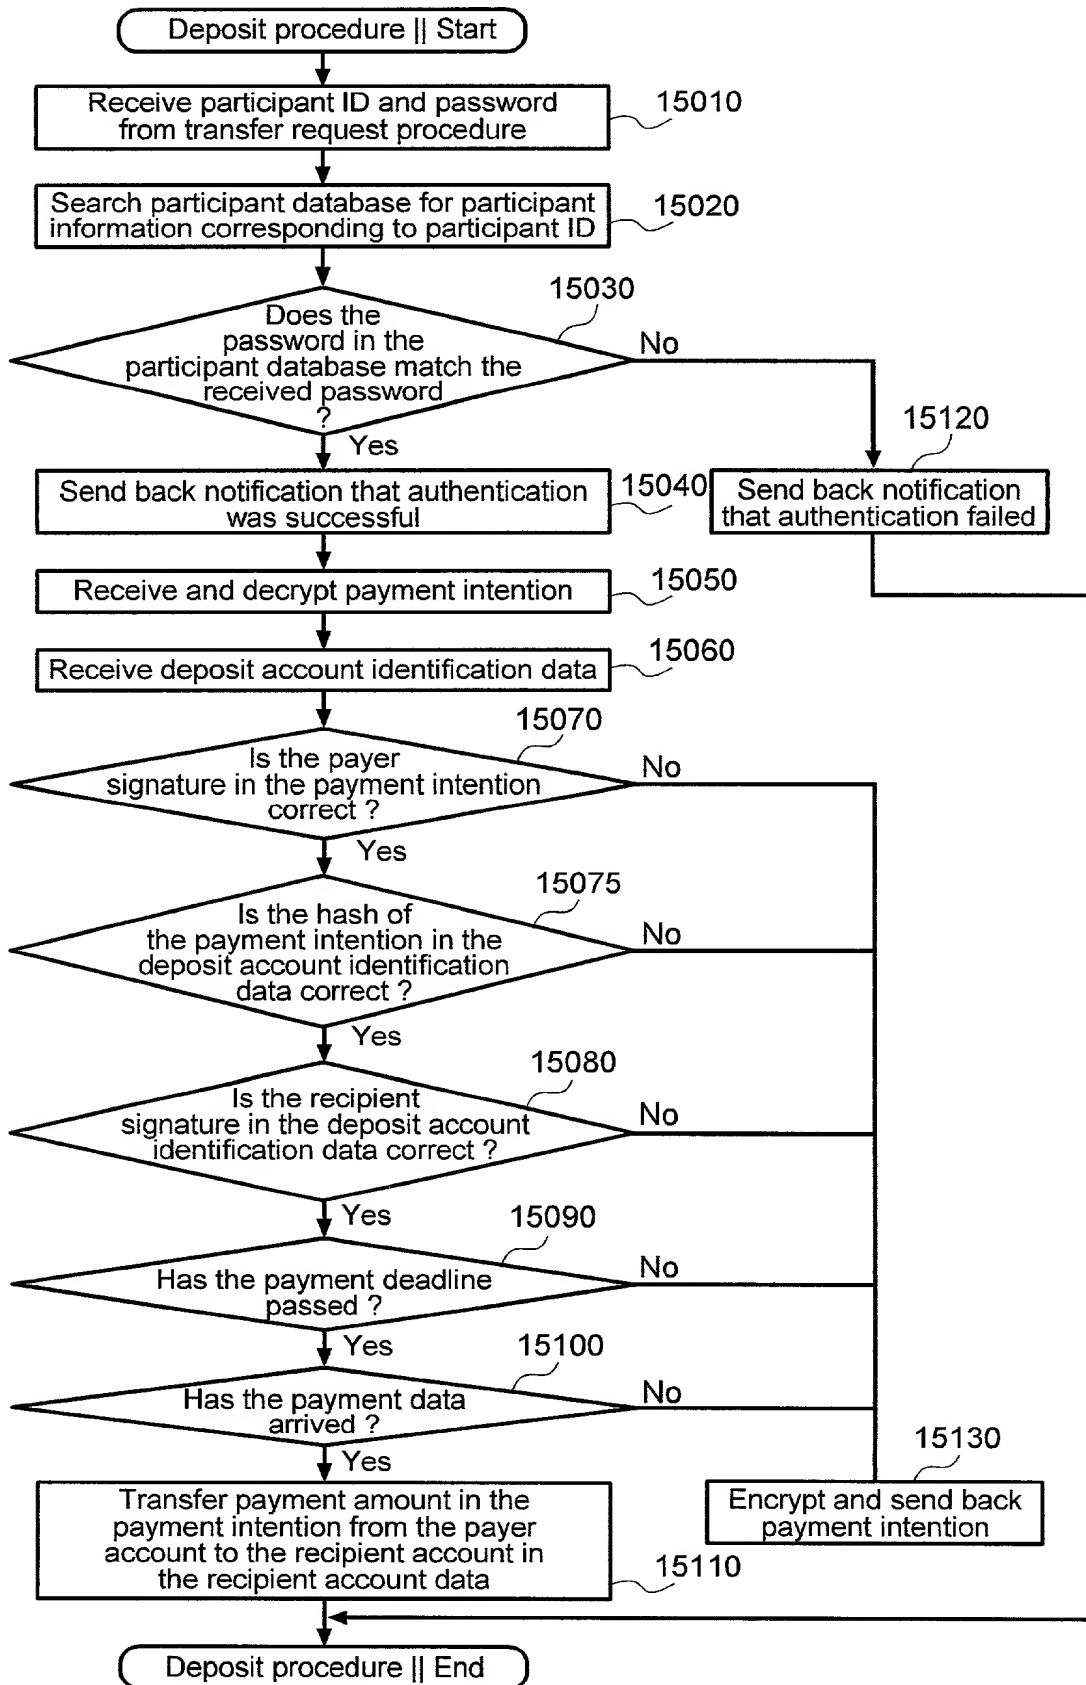 Deposit procedure || Start
Receive participant ID and password
from transfer request procedure
15010
Search participant database for participant
information corresponding to participant ID
15020
Does the
password in the
participant database match the
received password
?
15030
No
Yes
15120
Send back notification that authentication
was successful
15040
Send back notification
that authentication failed
Receive and decrypt payment intention
15050
Receive deposit account identification data
15060
Is the payer
signature in the payment intention
correct ?
15070
No
Yes
Is the hash of
the payment intention in the
deposit account identification
data correct ?
15075
No
Yes
Is the recipient
signature in the deposit account
identification data correct ?
15080
No
Yes
Has the payment deadline
passed ?
15090
No
Yes
Has the payment data
arrived ?
15100
No
Yes
15130
Encrypt and send back
payment intention
Transfer payment amount in the
payment intention from the payer
account to the recipient account in
the recipient account data
15110
Deposit procedure || End